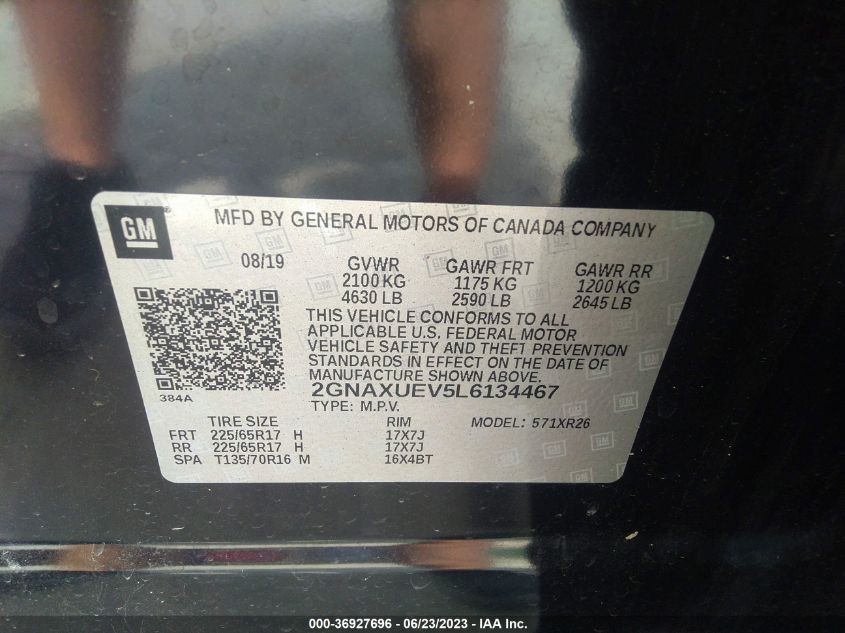 GM
MFD BY GENERAL MOTORS OF CANADA COMPANY
08/19 GVWR GAWR FRT GAWR RR
2100 KG 1175 KG 1200 KG
4630 LB 2590 LB 2645 LB
THIS VEHICLE CONFORMS TO ALL
APPLICABLE U.S. FEDERAL MOTOR
VEHICLE SAFETY AND THEFT PREVENTION
STANDARDS IN EFFECT ON THE DATE OF
MANUFACTURE SHOWN ABOVE.
384A
2GNAXUEV5L6134467
TYPE: M.P.V.
TIRE SIZE RIM MODEL: 571XR26
FRT 225/65R17 H 17X7J
RR 225/65R17 H 17X7J
SPA T135/70R16 M 16X4BT
000-36927696 - 06/23/2023 - IAA Inc.